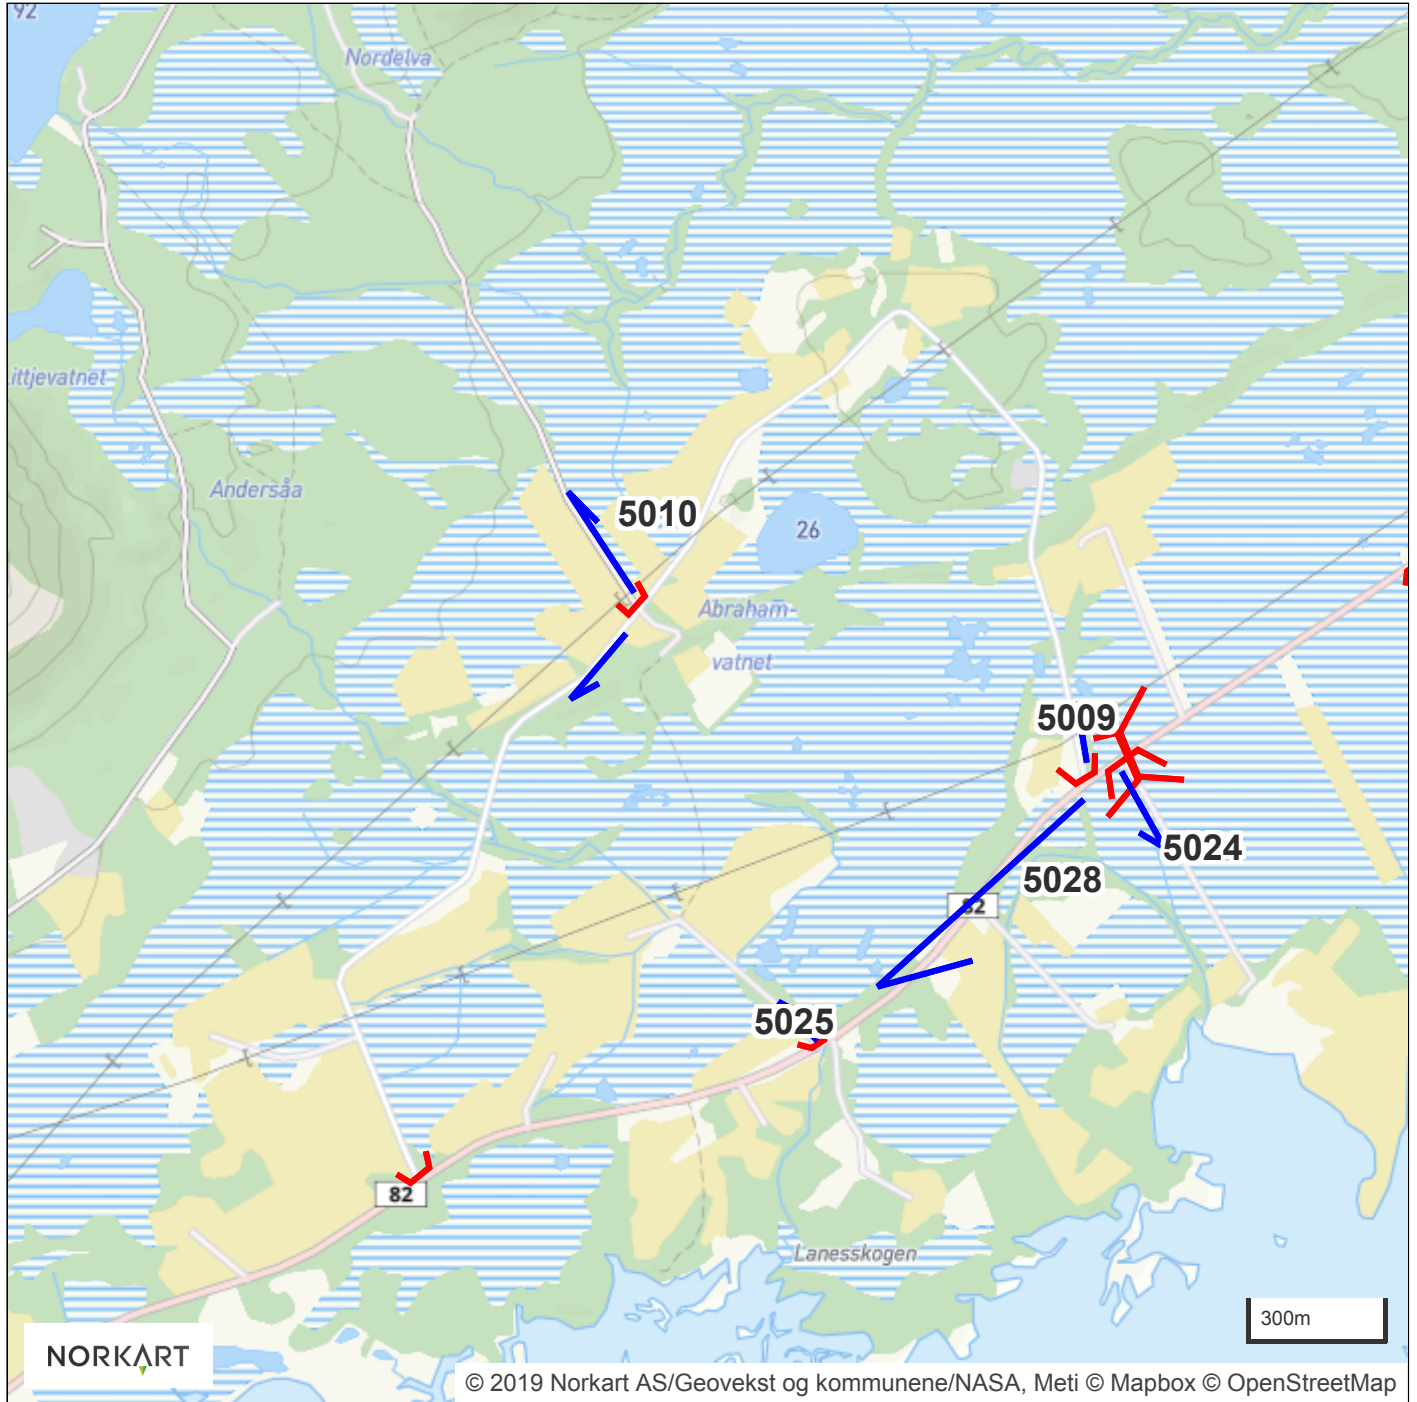 92
Nordelva
ittjevatnet
Andersåa
5010
26
Abraham-
vatnet
5009
5024
5028
82
5025
82
Lanesskogen
300m
NORKART
© 2019 Norkart AS/Geovekst og kommunene/NASA, Meti © Mapbox © OpenStreetMap